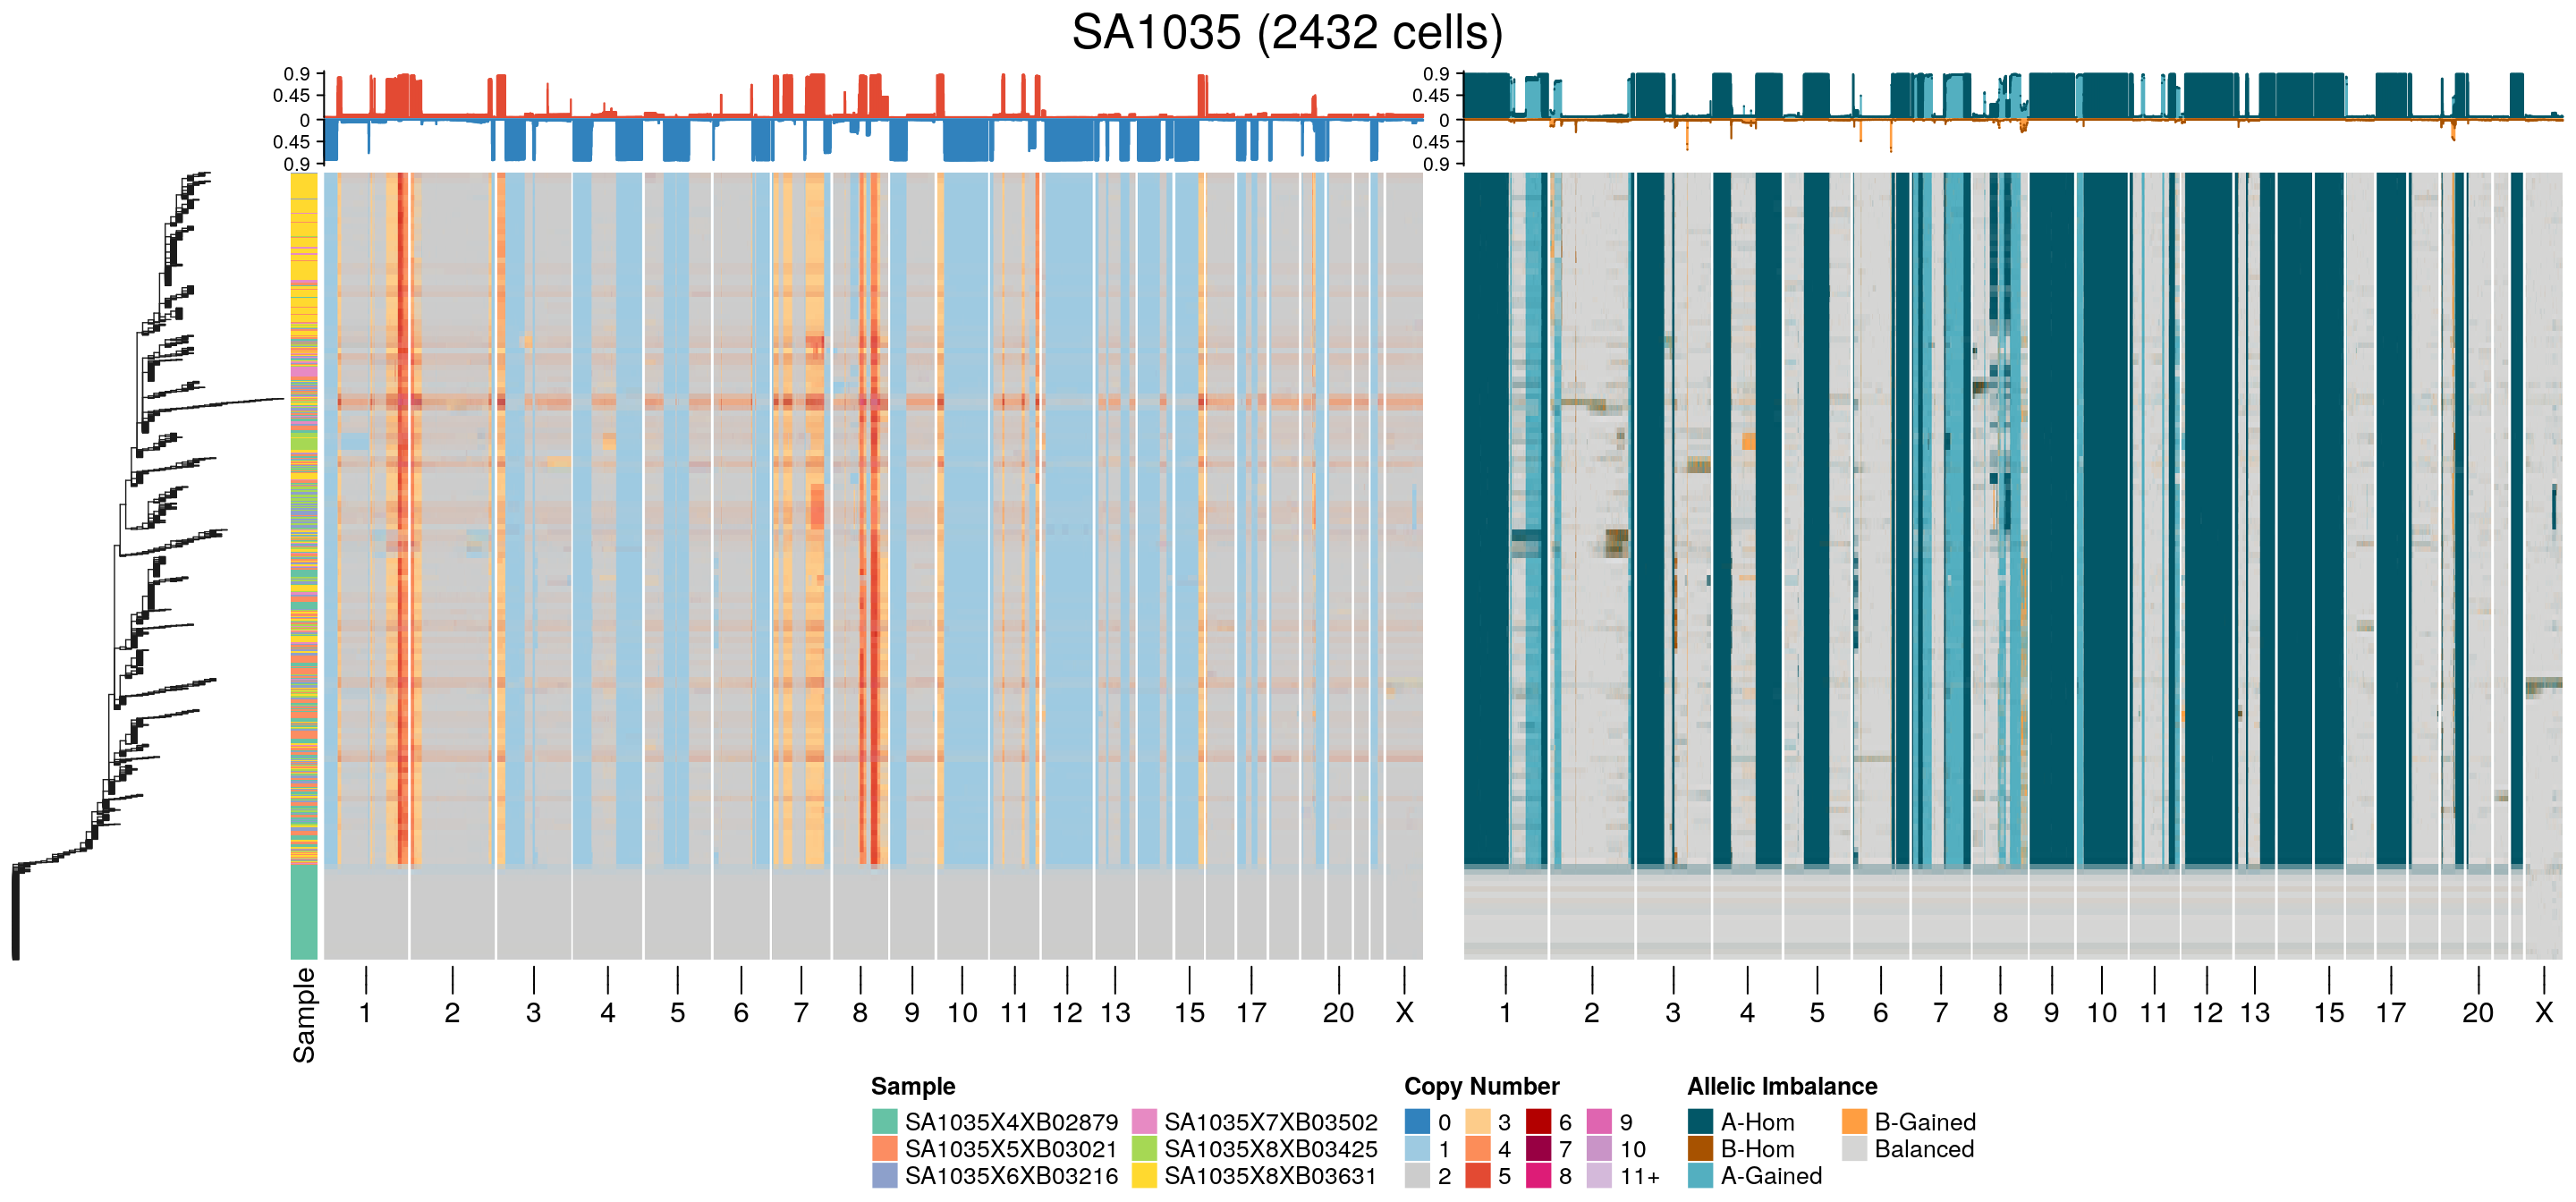 SA1035 (2432 cells)
0.9
0.45
0
0.45
0.9
0.9
0.45
0
0.45
0.9
Sample
1 2 3 4 5 6 7 8 9 10 11 12 13 15 17 20 X
1 2 3 4 5 6 7 8 9 10 11 12 13 15 17 20 X
Sample
SA1035X4XB02879
SA1035X5XB03021
SA1035X6XB03216
SA1035X7XB03502
SA1035X8XB03425
SA1035X8XB03631
Copy Number
0 3 6 9
1 4 7 10
2 5 8 11+
Allelic Imbalance
A-Hom
B-Hom
A-Gained
B-Gained
Balanced